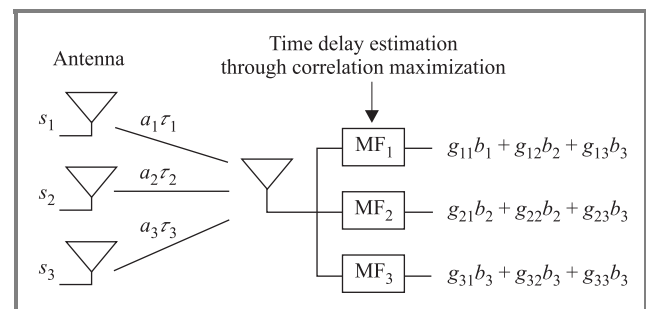 Time delay estimation
through correlation maximization
Antenna
s1
a1τ1
MF1
g11b1 + g12b2 + g13b3
s2
a2τ2
MF2
g21b2 + g22b2 + g23b3
s3
a3τ3
MF3
g31b3 + g32b3 + g33b3